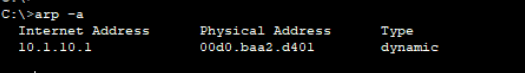 C:\>arp -a
Internet Address Physical Address Type
10.1.10.1 00d0.baa2.d401 dynamic